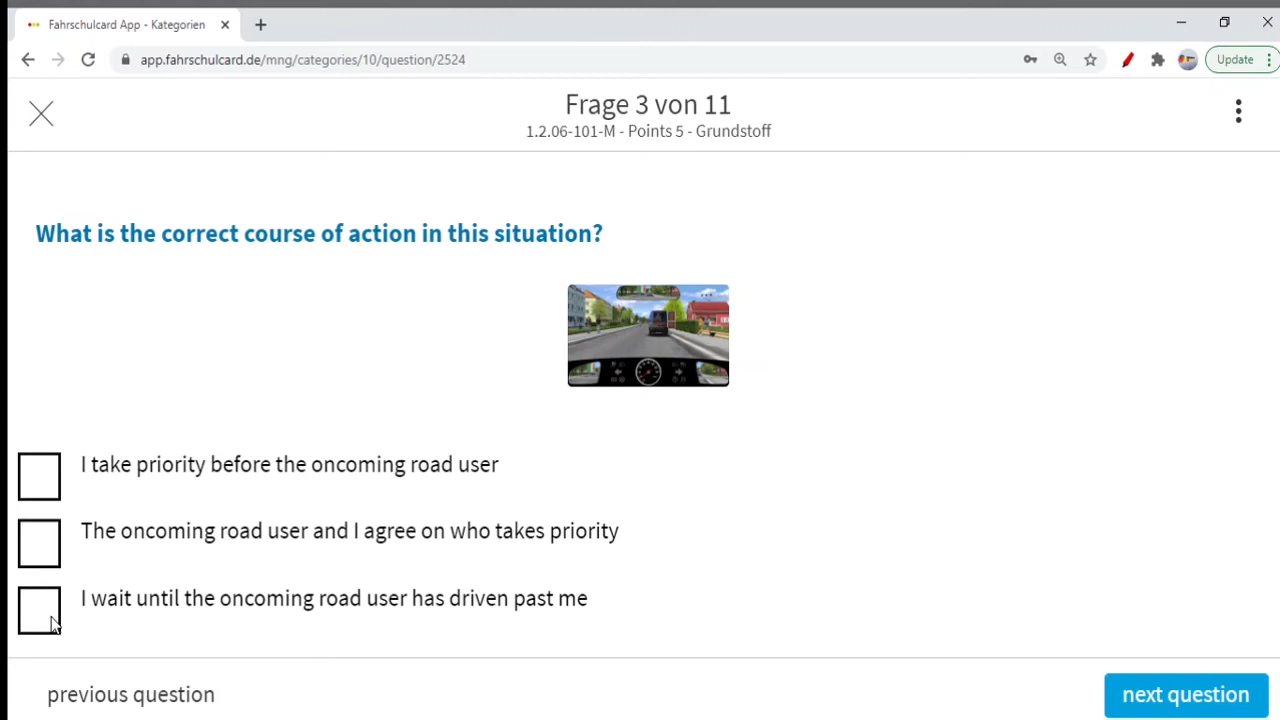 Fahrschulcard App - Kategorien
app.fahrschulcard.de/mng/categories/10/question/2524
Update
Frage 3 von 11
1.2.06-101-M - Points 5 - Grundstoff
What is the correct course of action in this situation?
I take priority before the oncoming road user
The oncoming road user and I agree on who takes priority
I wait until the oncoming road user has driven past me
previous question
next question